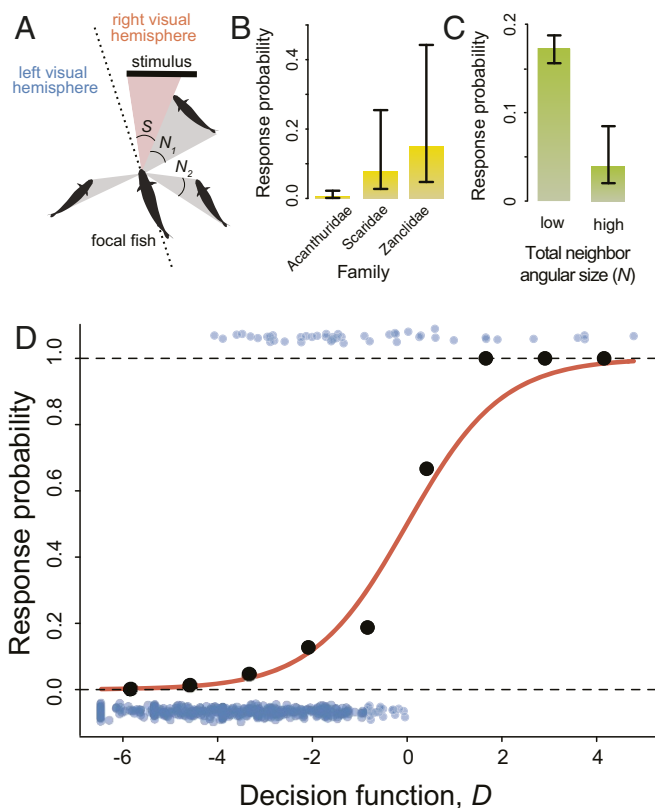 A
right visual
hemisphere
stimulus
left visual
hemisphere
S
N1
N2
focal fish
B
Response probability
0.4
0.2
0.0
Acanthuridae
Scaridae
Zanclidae
Family
C
Response probability
0.2
0.1
0
low
high
Total neighbor
angular size (N)
D
Response probability
1.0
0.8
0.6
0.4
0.2
0.0
-6
-4
-2
0
2
4
Decision function, D